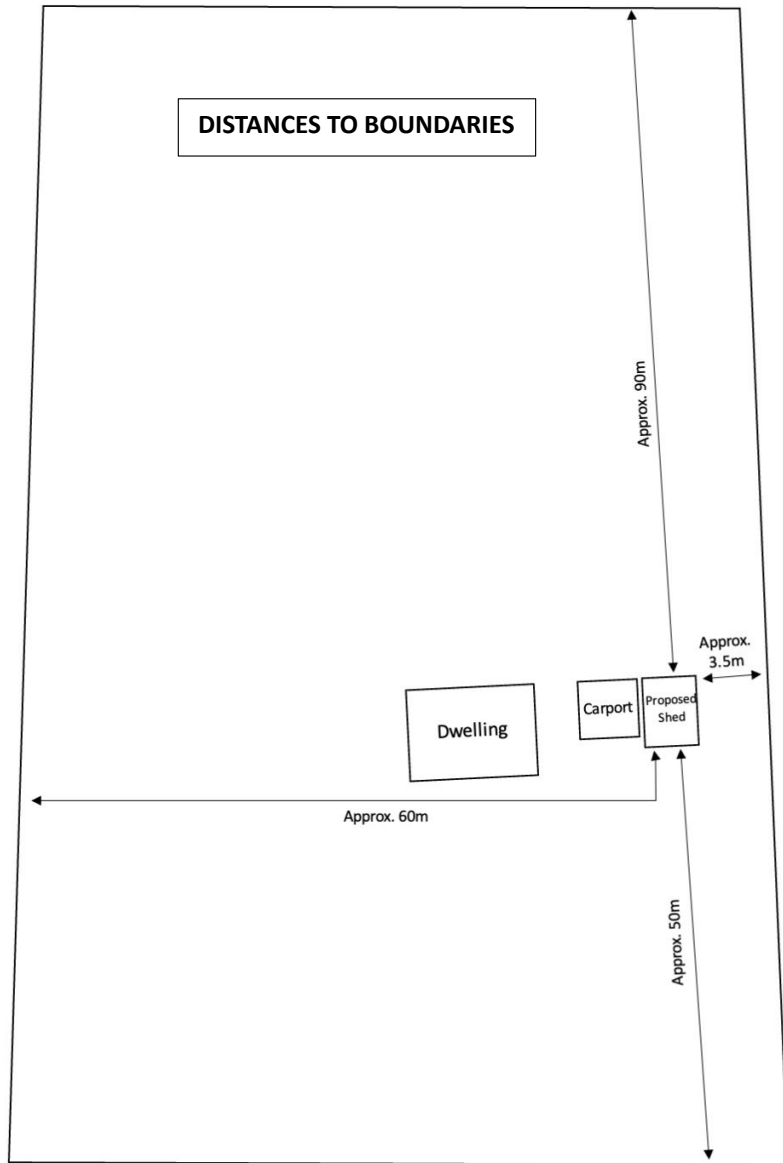 DISTANCES TO BOUNDARIES
Approx. 90m
Approx.
3.5m
Dwelling
Carport
Proposed
Shed
Approx. 60m
Approx. 50m